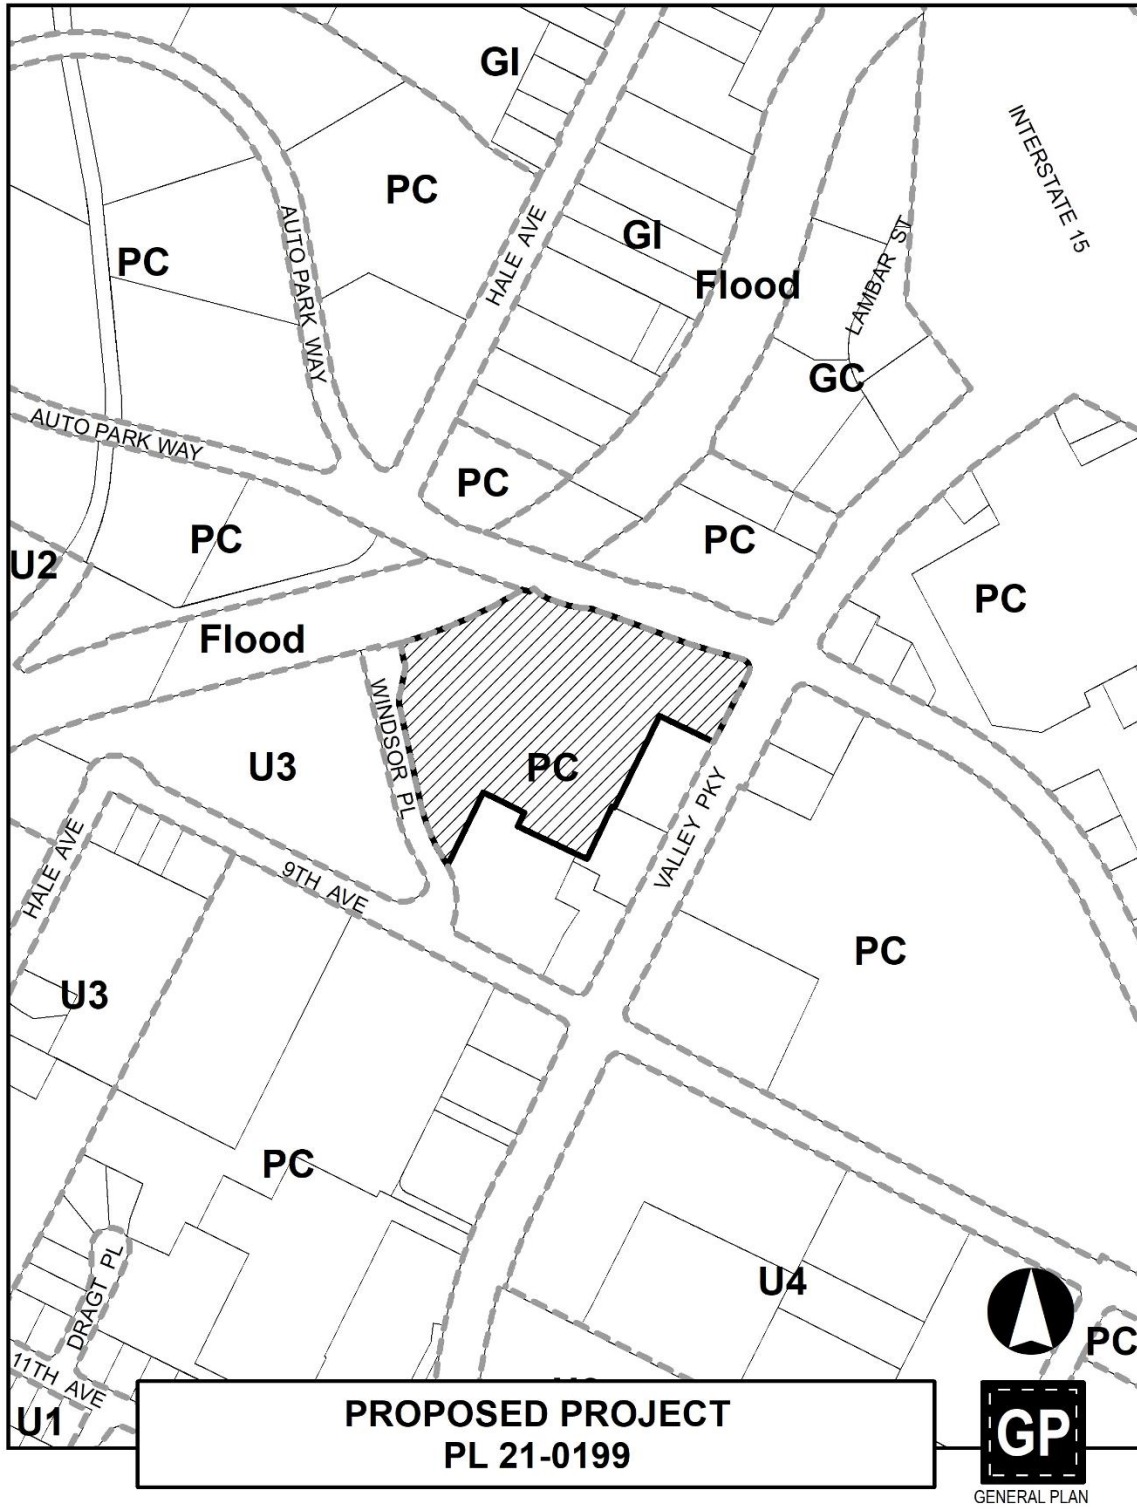 GI
INTERSTATE 15
PC
AUTO PARK WAY
HALE AVE
GI
PC
Flood
LAMBAR ST
GC
AUTO PARK WAY
PC
PC
PC
U2
PC
Flood
WINDSOR PL
U3
PC
VALLEY PKY
HALE AVE
9TH AVE
PC
U3
PC
U4
DRAGT PL
PC
11TH AVE
U1
PROPOSED PROJECT
PL 21-0199
GP
GENERAL PLAN